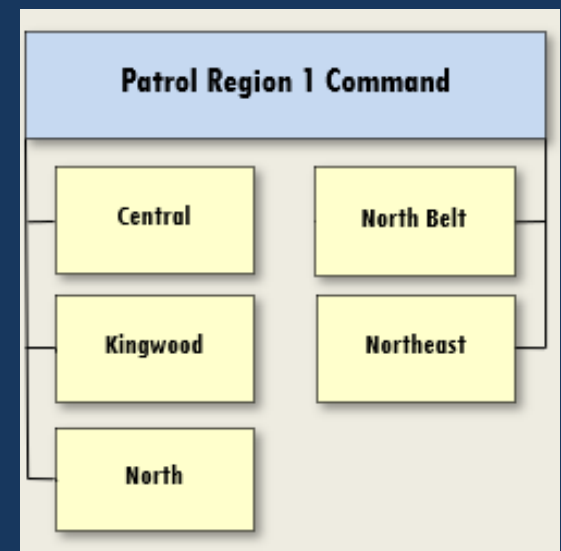 Patrol Region 1 Command
Central
North Belt
Kingwood
Northeast
North